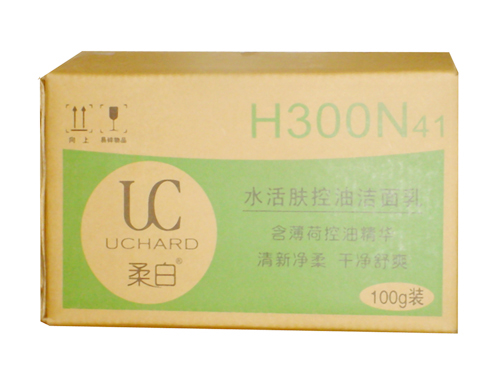 H300N41
向上
易碎物品
UC
UCHARD
柔白®
水活肤控油洁面乳
含薄荷控油精华
清新净柔 干净舒爽
100g装